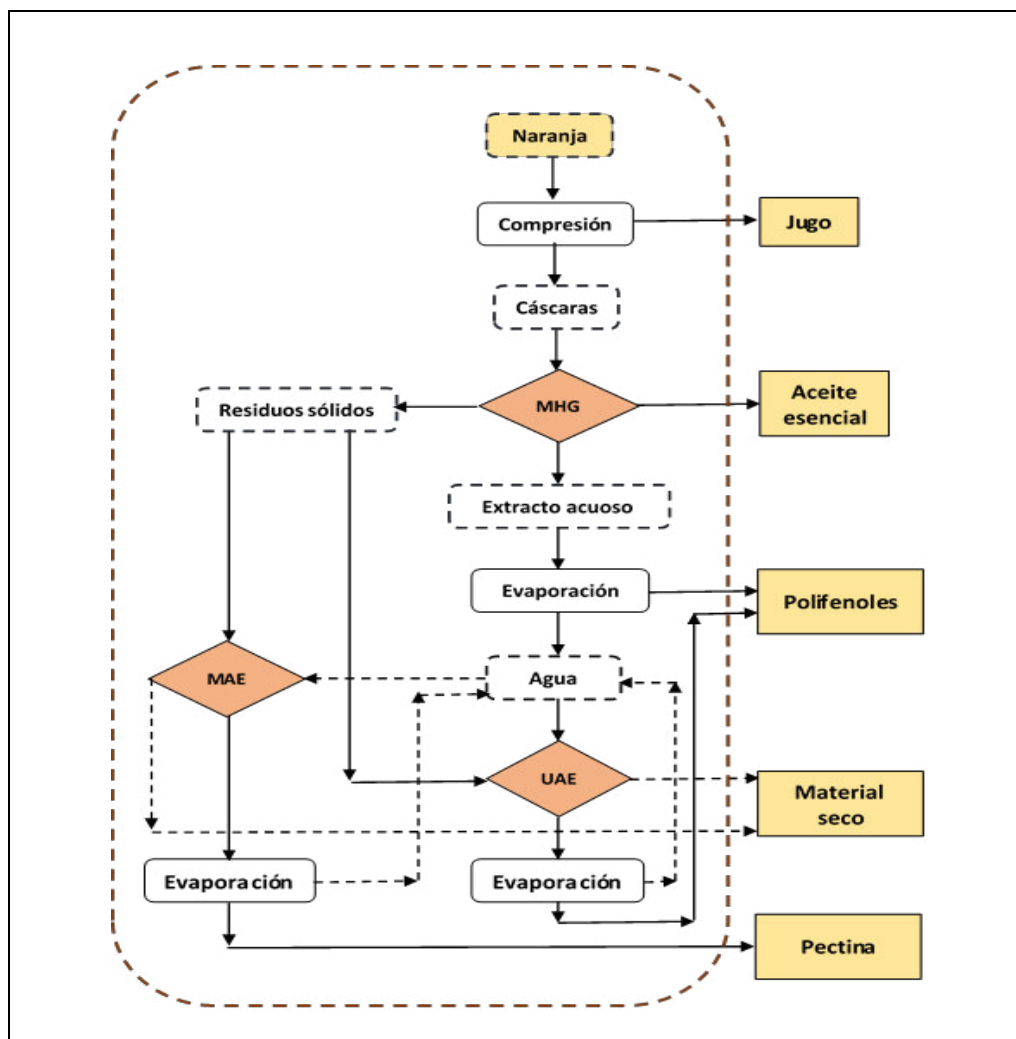 Naranja
Compresión
Jugo
Cáscaras
Residuos sólidos
MHG
Aceite
esencial
Extracto acuoso
Evaporación
Polifenoles
MAE
Agua
UAE
Material
seco
Evaporación
Evaporación
Pectina